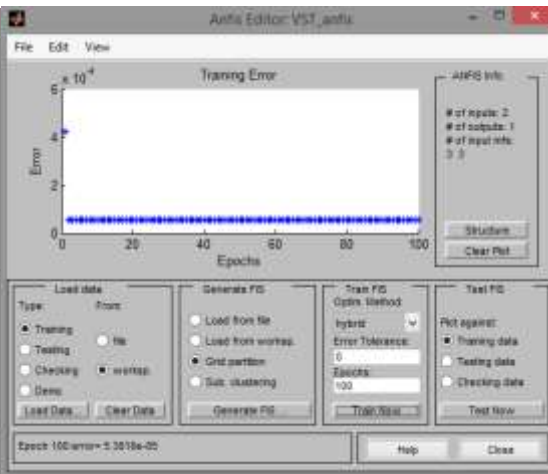 Anfis Editor: VST_anfis
File Edit View
x 10
Training Error
6
4
2
0
Error
0 20 40 60 80 100
Epochs
ANFIS Info.
# of inputs: 2
# of outputs: 1
# of input mfs:
3 3
Structure
Clear Plot
Load data
Type: From:
Training
Testing
Checking
Demo
file
worksp.
Load Data... Clear Data
Generate FIS
Load from file
Load from worksp.
Grid partition
Sub. clustering
Generate FIS ...
Train FIS
Optim. Method:
hybrid
Error Tolerance:
0
Epochs:
100
Train Now
Test FIS
Plot against:
Training data
Testing data
Checking data
Test Now
Epoch 100:error=
Help Close